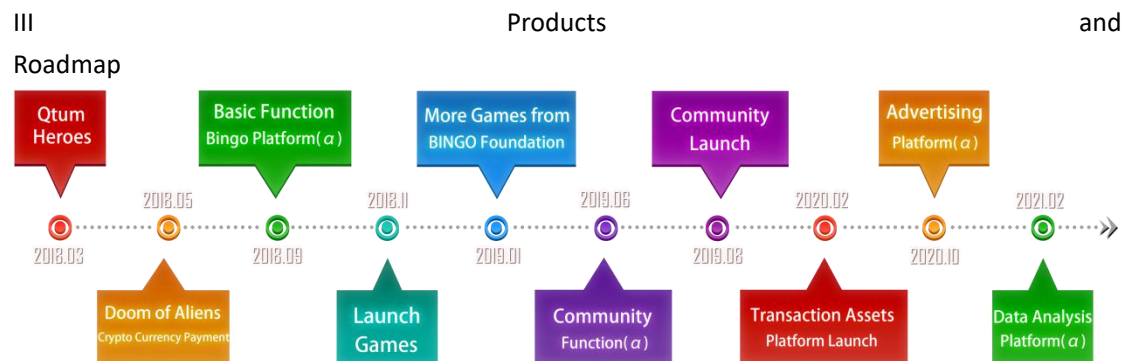 III Products and
Roadmap
Qtum
Heroes
2018.03
2018.05
Doom of Aliens
Crypto Currency Payment
Basic Function
Bingo Platform(α)
2018.09
2018.11
Launch
Games
More Games from
BINGO Foundation
2019.01
2019.06
Community
Function(α)
Community
Launch
2019.08
2020.02
Transaction Assets
Platform Launch
Advertising
Platform(α)
2020.10
2021.02
Data Analysis
Platform(α)